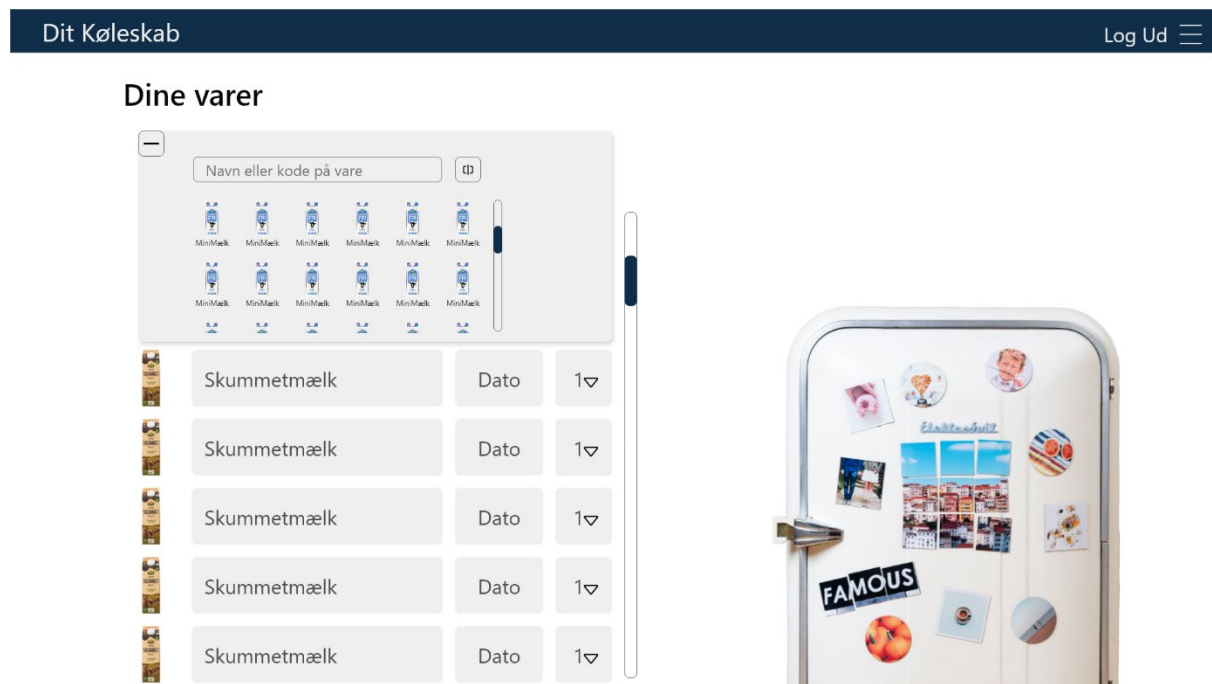 Dit Køleskab
Log Ud
Dine varer
Navn eller kode på vare
MiniMælk MiniMælk MiniMælk MiniMælk MiniMælk MiniMælk
MiniMælk MiniMælk MiniMælk MiniMælk MiniMælk MiniMælk
Skummetmælk Dato 1
Skummetmælk Dato 1
Skummetmælk Dato 1
Skummetmælk Dato 1
Skummetmælk Dato 1
FAMOUS